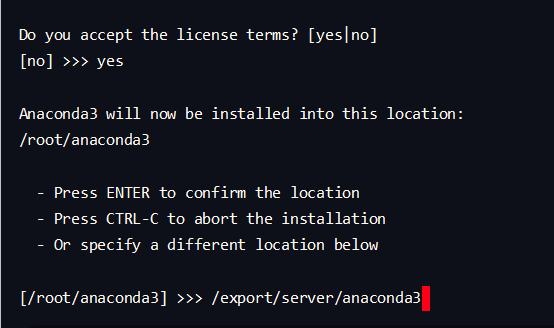 Do you accept the license terms? [yes|no]
[no] >>> yes
Anaconda3 will now be installed into this location:
/root/anaconda3
- Press ENTER to confirm the location
- Press CTRL-C to abort the installation
- Or specify a different location below
[/root/anaconda3] >>> /export/server/anaconda3